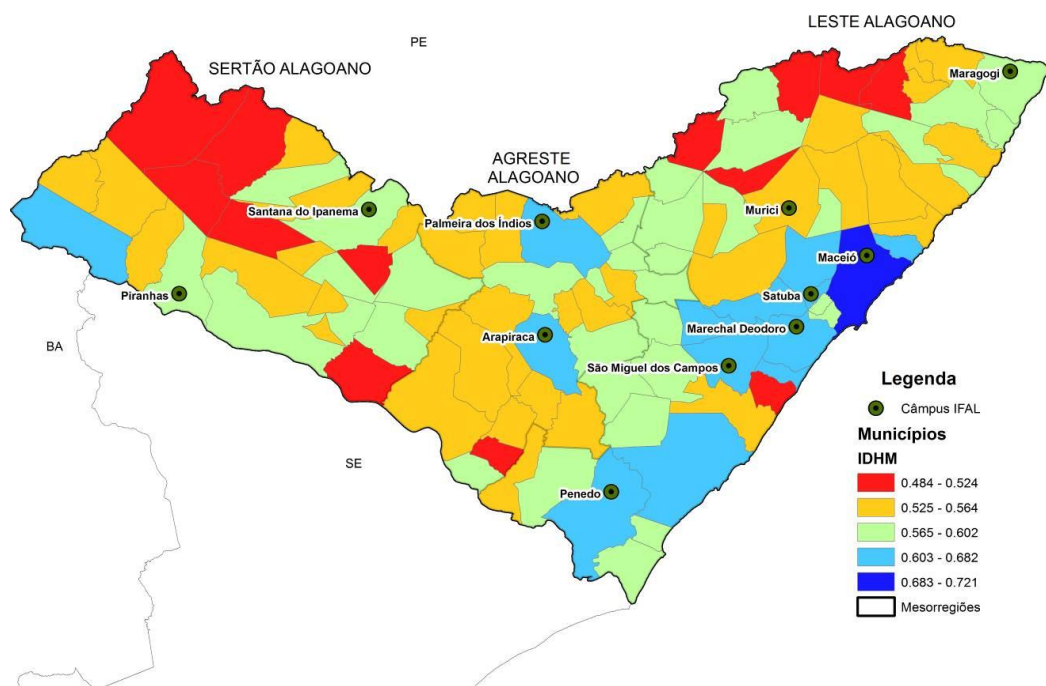 LESTE ALAGOANO
PE
SERTÃO ALAGOANO
Maragogi
AGRESTE
ALAGOANO
Santana do Ipanema
Palmeira dos Índios
Murici
Maceió
Piranhas
Satuba
Marechal Deodoro
Arapiraca
BA
São Miguel dos Campos
SE
Penedo
Legenda
Câmpus IFAL
Municípios
IDHM
0.484 - 0.524
0.525 - 0.564
0.565 - 0.602
0.603 - 0.682
0.683 - 0.721
Mesorregiões